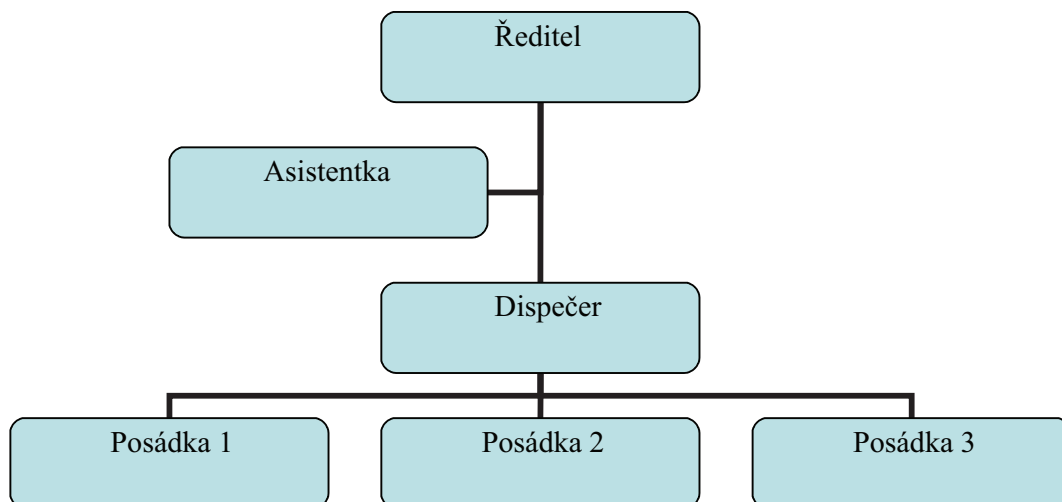 Ředitel
Asistentka
Dispečer
Posádka 1
Posádka 2
Posádka 3